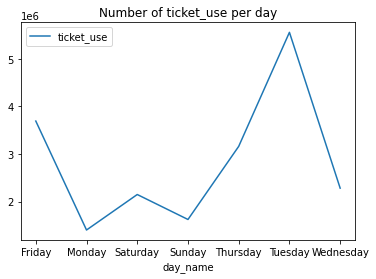 Number of ticket_use per day
1e6
ticket_use
5
4
3
2
Friday Monday Saturday Sunday Thursday Tuesday Wednesday
day_name